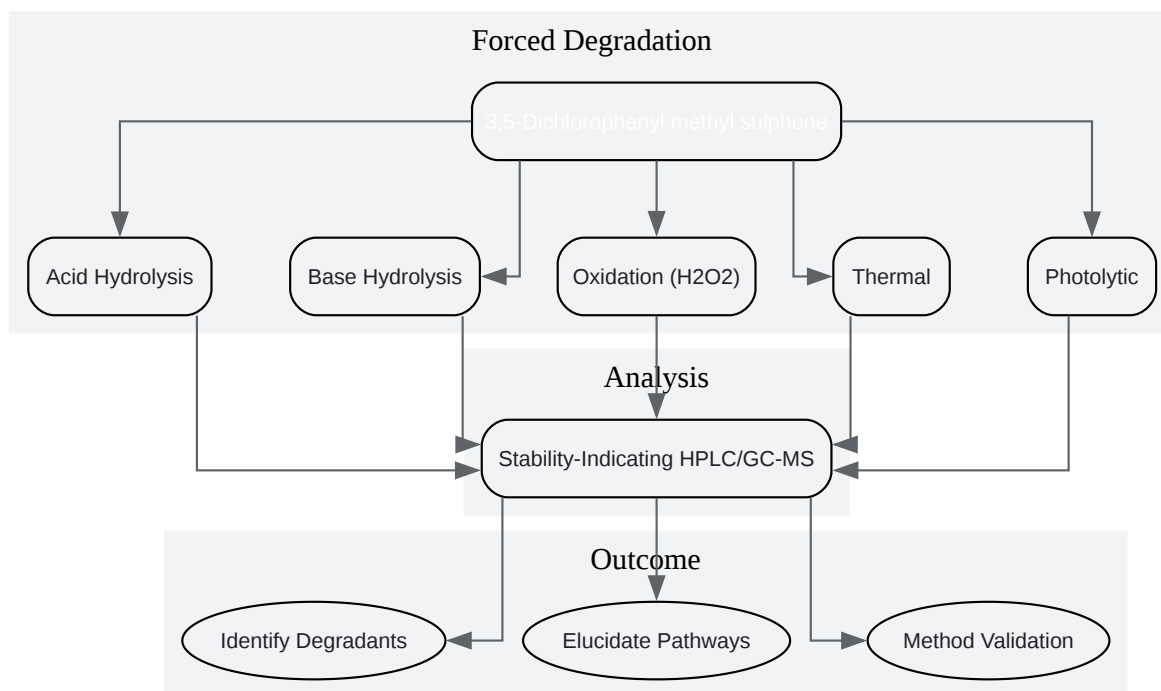 Forced Degradation
3,5-Dichlorophenyl methyl sulphone
Acid Hydrolysis
Base Hydrolysis
Oxidation (H2O2)
Thermal
Photolytic
Analysis
Stability-Indicating HPLC/GC-MS
Outcome
Identify Degradants
Elucidate Pathways
Method Validation